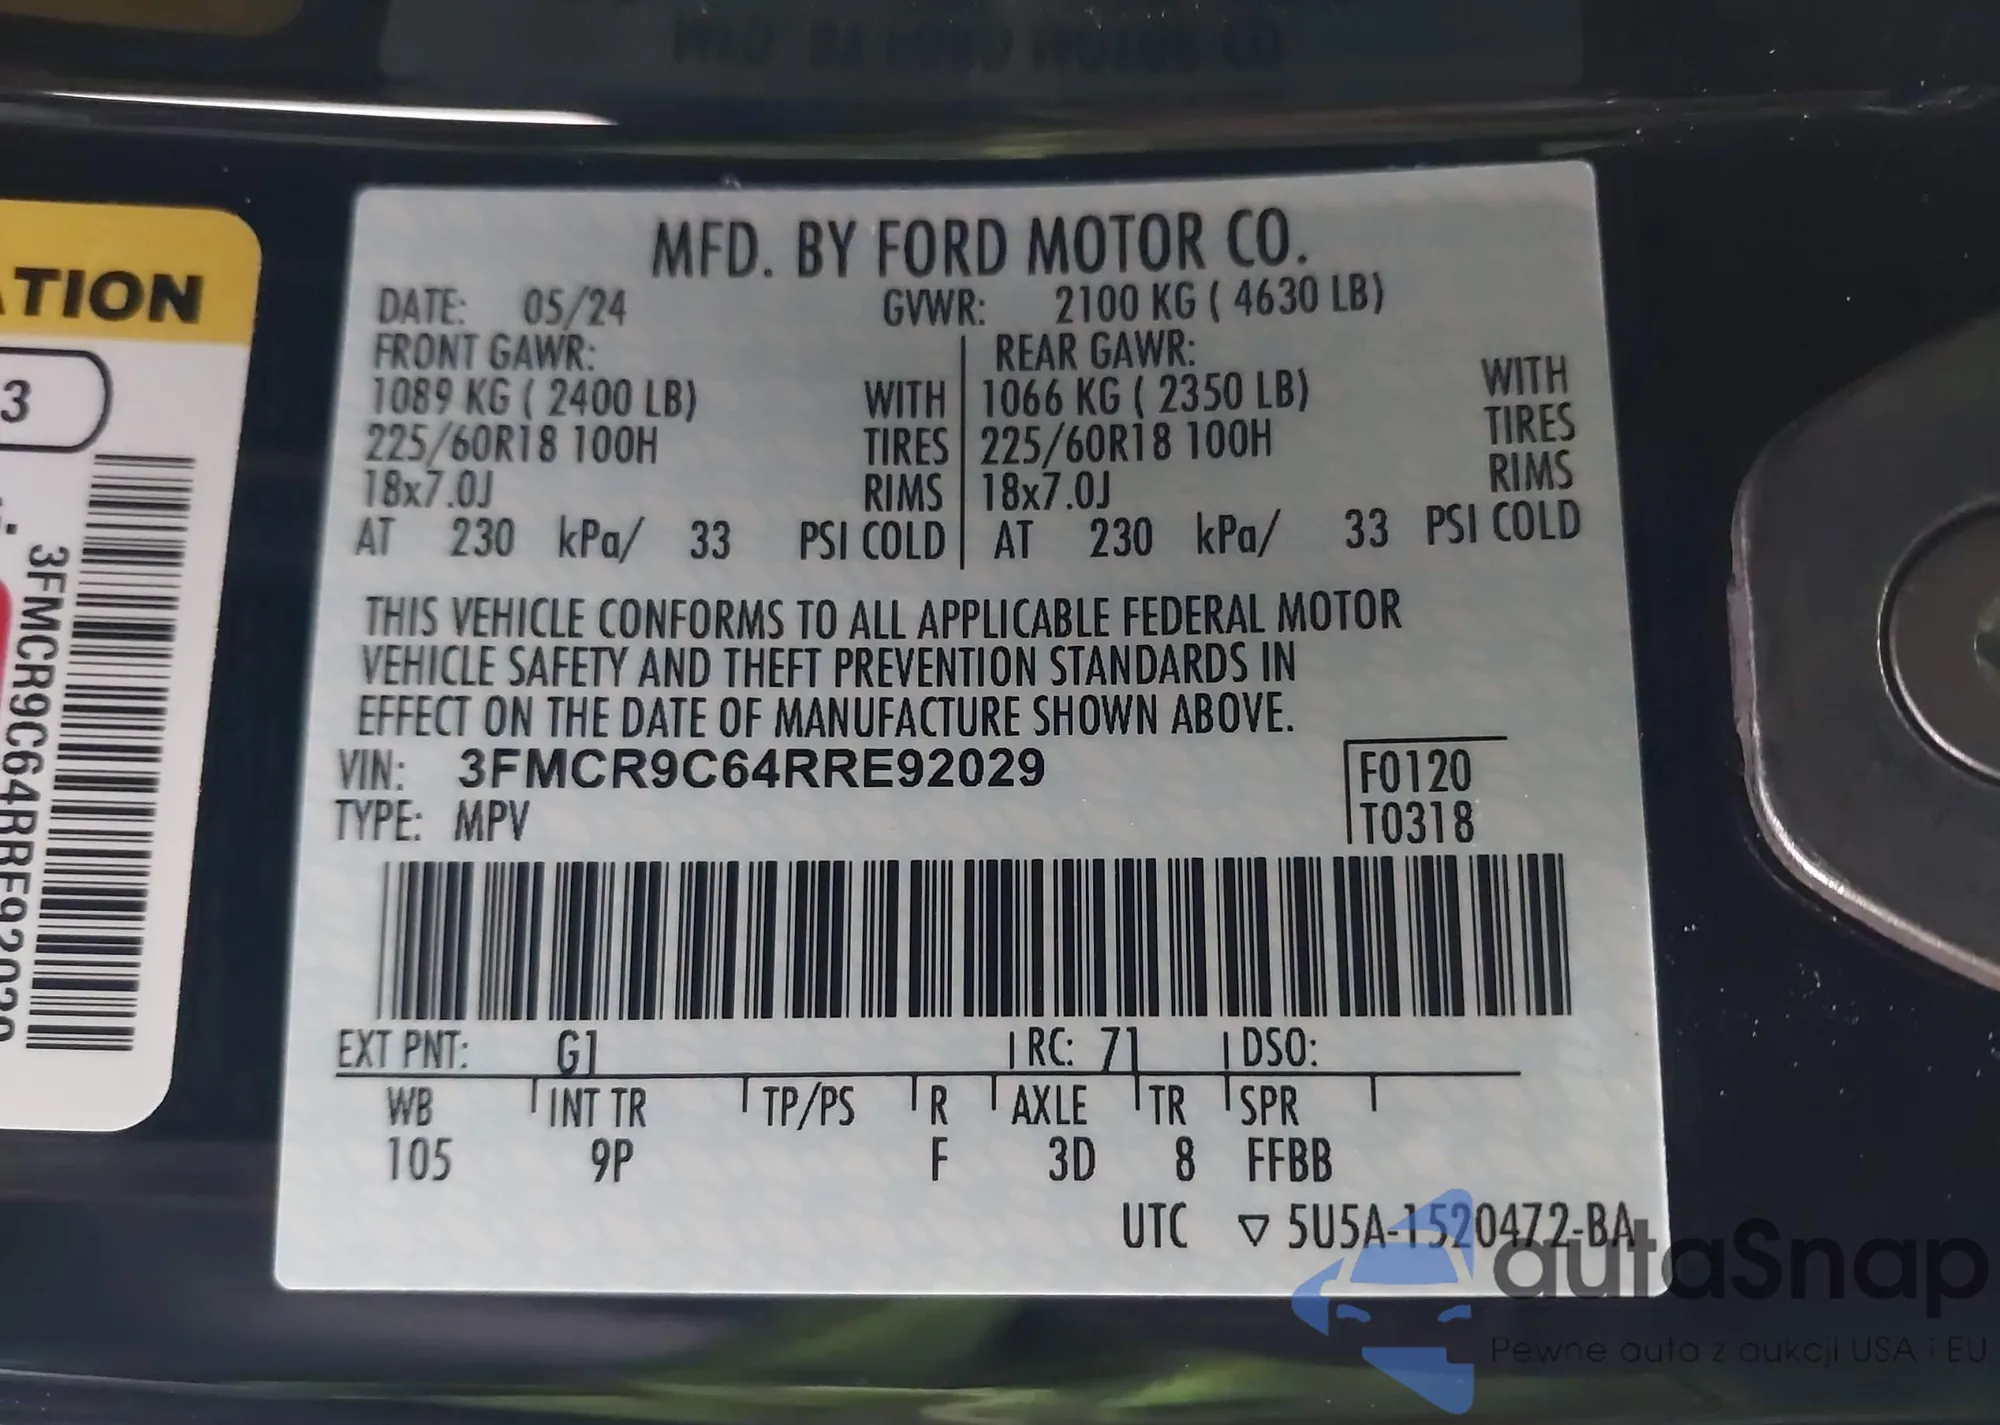 MFD. BY FORD MOTOR CO.
DATE: 05/24 GVWR: 2100 KG ( 4630 LB)
FRONT GAWR: REAR GAWR:
1089 KG ( 2400 LB) WITH 1066 KG ( 2350 LB) WITH
225/60R18 100H TIRES 225/60R18 100H TIRES
18x7.0J RIMS 18x7.0J RIMS
AT 230 kPa/ 33 PSI COLD AT 230 kPa/ 33 PSI COLD
THIS VEHICLE CONFORMS TO ALL APPLICABLE FEDERAL MOTOR
VEHICLE SAFETY AND THEFT PREVENTION STANDARDS IN
EFFECT ON THE DATE OF MANUFACTURE SHOWN ABOVE.
VIN: 3FMCR9C64RRE92029
F0120
TYPE: MPV
T0318
EXT PNT: G1 RC: 71 DSO:
WB INT TR TP/PS R AXLE TR SPR
105 9P F 3D 8 FFBB
UTC ▽ 5U5A-1520472-BA
ATION
3
3FMCR9C64RRE92029
autaSnap
Pewne auto z aukcji USA i EU